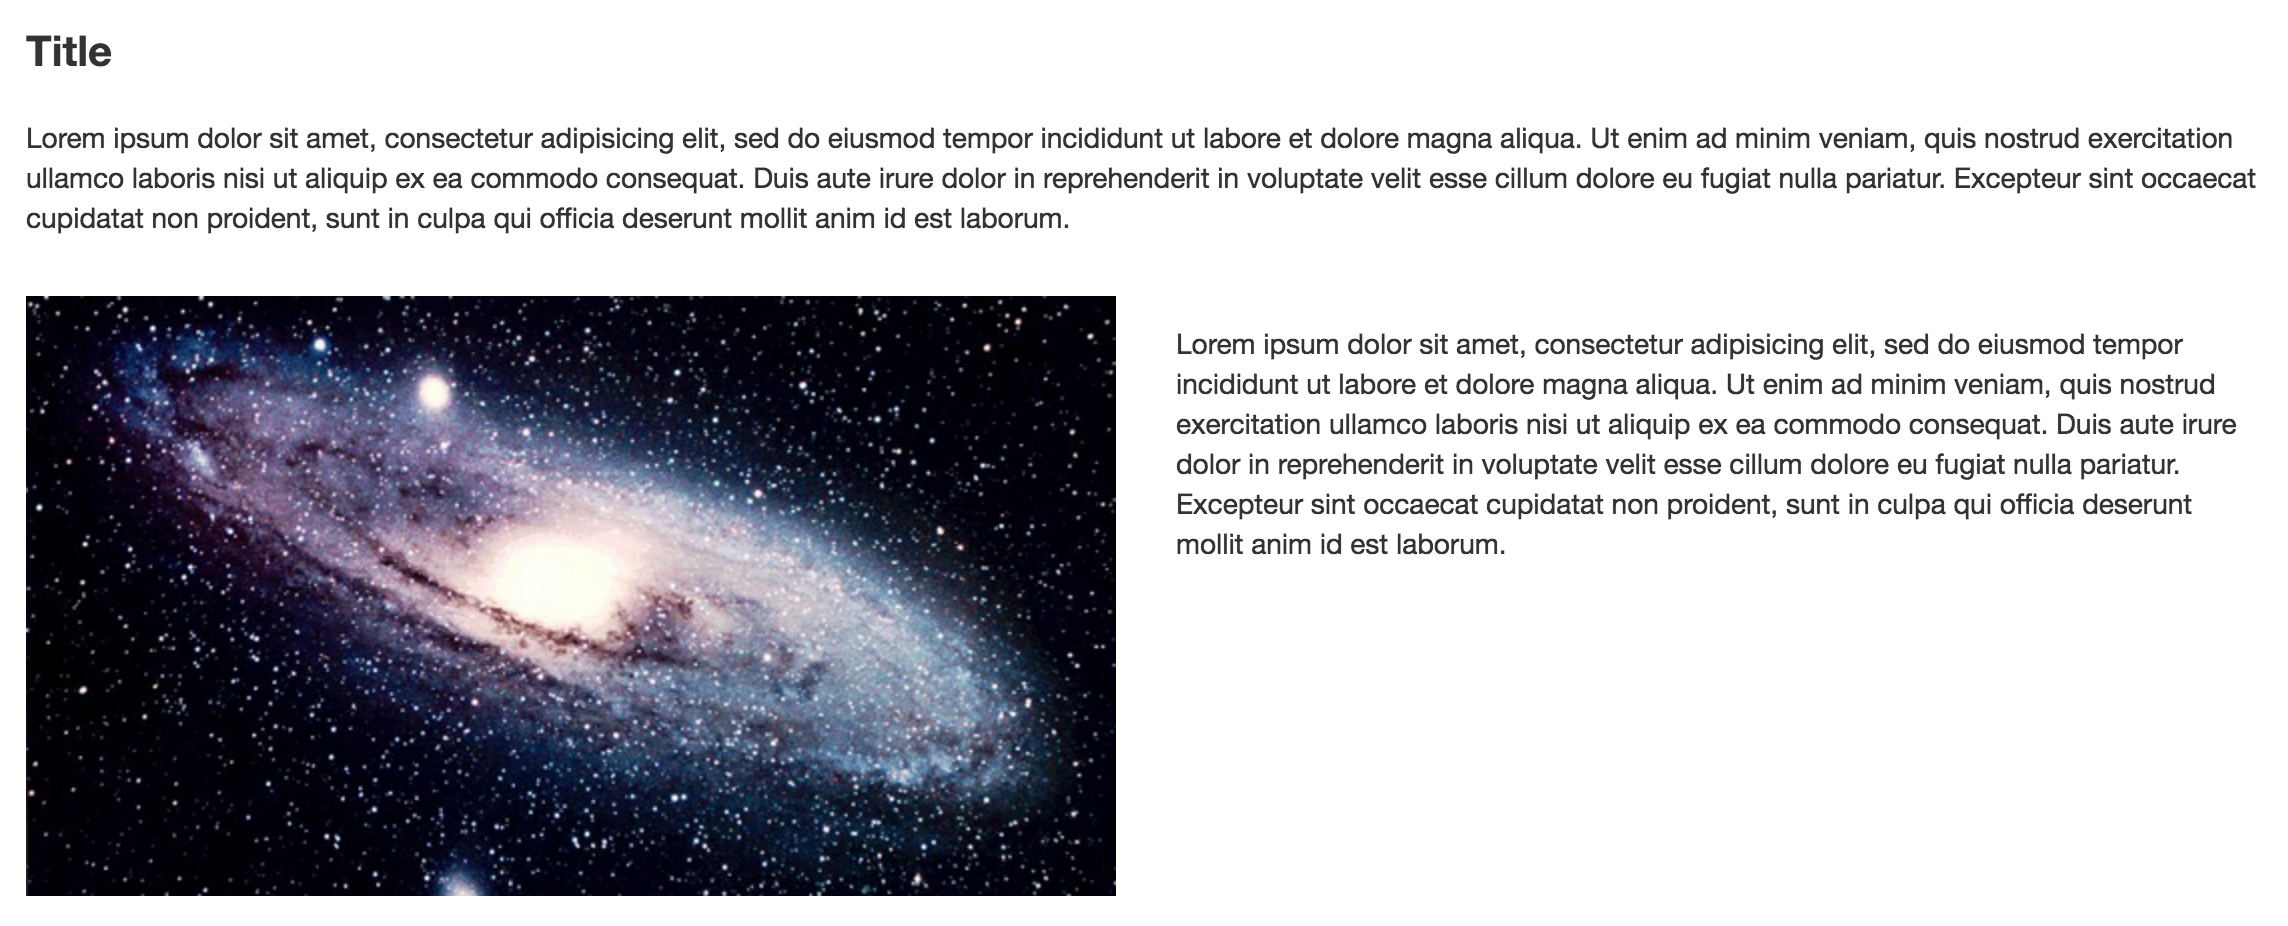 Title
Lorem ipsum dolor sit amet, consectetur adipisicing elit, sed do eiusmod tempor incididunt ut labore et dolore magna aliqua. Ut enim ad minim veniam, quis nostrud exercitation
ullamco laboris nisi ut aliquip ex ea commodo consequat. Duis aute irure dolor in reprehenderit in voluptate velit esse cillum dolore eu fugiat nulla pariatur. Excepteur sint occaecat
cupidatat non proident, sunt in culpa qui officia deserunt mollit anim id est laborum.
Lorem ipsum dolor sit amet, consectetur adipisicing elit, sed do eiusmod tempor
incididunt ut labore et dolore magna aliqua. Ut enim ad minim veniam, quis nostrud
exercitation ullamco laboris nisi ut aliquip ex ea commodo consequat. Duis aute irure
dolor in reprehenderit in voluptate velit esse cillum dolore eu fugiat nulla pariatur.
Excepteur sint occaecat cupidatat non proident, sunt in culpa qui officia deserunt
mollit anim id est laborum.